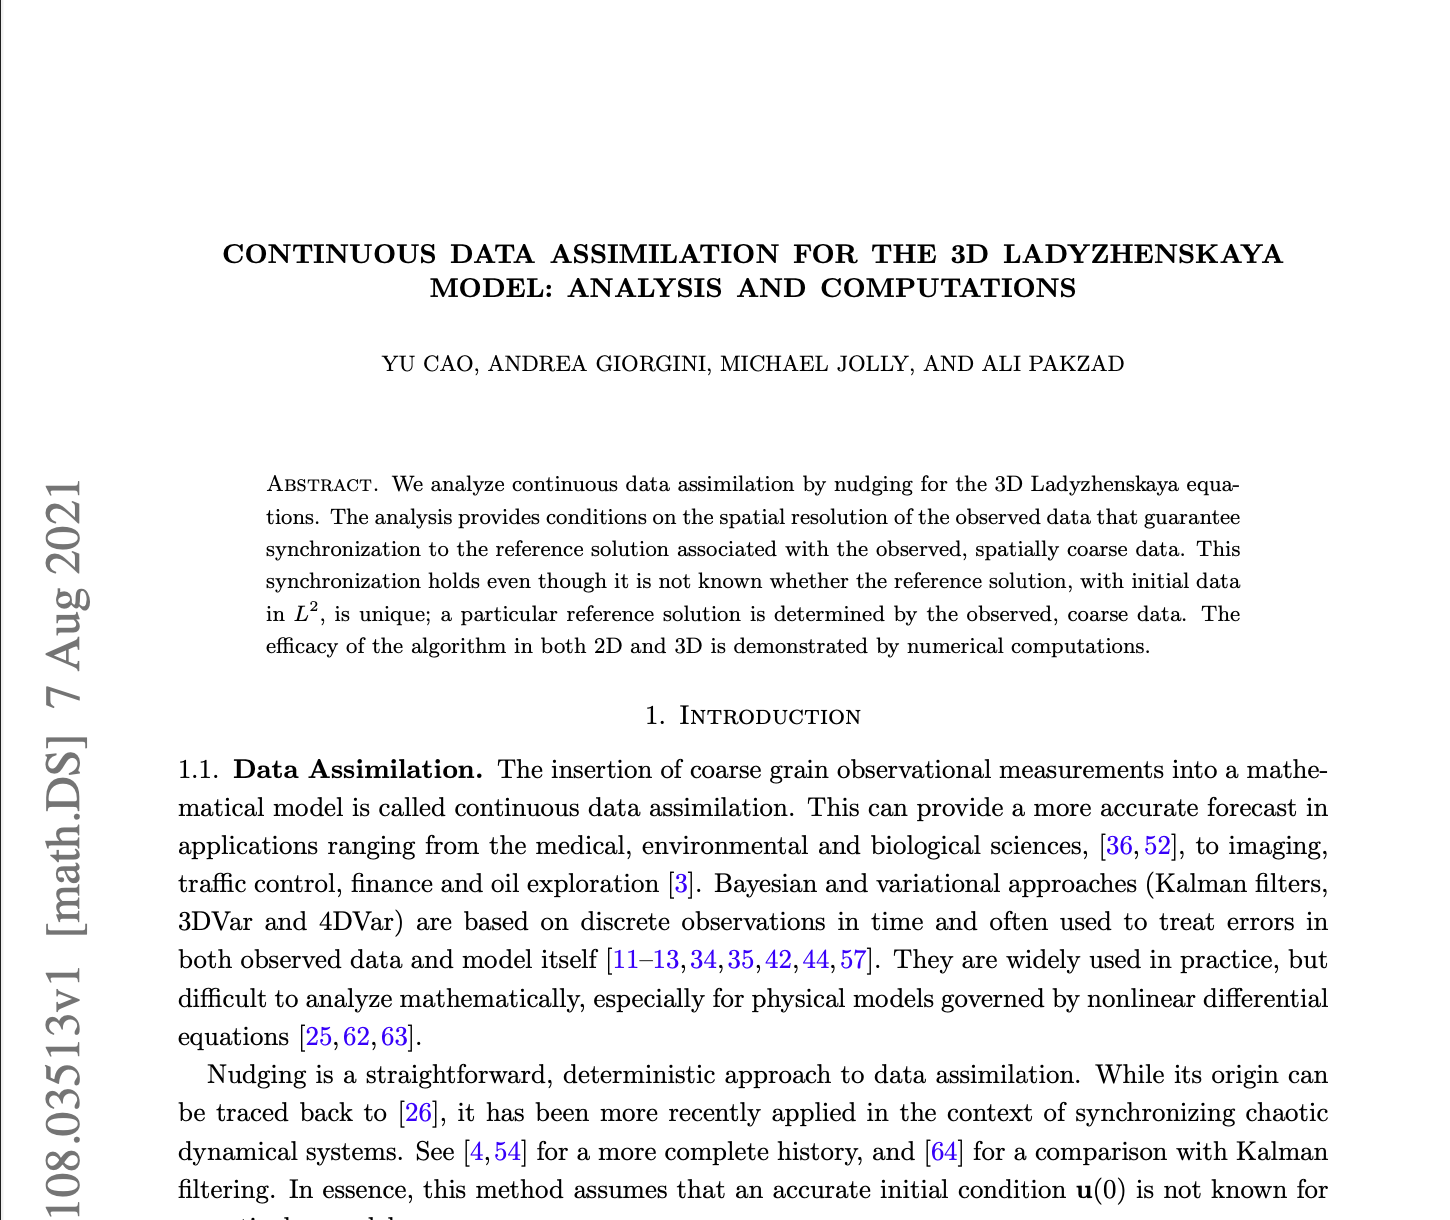 CONTINUOUS DATA ASSIMILATION FOR THE 3D LADYZHENSKAYA
MODEL: ANALYSIS AND COMPUTATIONS
YU CAO, ANDREA GIORGINI, MICHAEL JOLLY, AND ALI PAKZAD
Abstract. We analyze continuous data assimilation by nudging for the 3D Ladyzhenskaya equa-
tions. The analysis provides conditions on the spatial resolution of the observed data that guarantee
synchronization to the reference solution associated with the observed, spatially coarse data. This
synchronization holds even though it is not known whether the reference solution, with initial data
in L², is unique; a particular reference solution is determined by the observed, coarse data. The
efficacy of the algorithm in both 2D and 3D is demonstrated by numerical computations.
1. Introduction
1.1. Data Assimilation. The insertion of coarse grain observational measurements into a mathe-
matical model is called continuous data assimilation. This can provide a more accurate forecast in
applications ranging from the medical, environmental and biological sciences, [36, 52], to imaging,
traffic control, finance and oil exploration [3]. Bayesian and variational approaches (Kalman filters,
3DVar and 4DVar) are based on discrete observations in time and often used to treat errors in
both observed data and model itself [11–13, 34, 35, 42, 44, 57]. They are widely used in practice, but
difficult to analyze mathematically, especially for physical models governed by nonlinear differential
equations [25, 62, 63].
Nudging is a straightforward, deterministic approach to data assimilation. While its origin can
be traced back to [26], it has been more recently applied in the context of synchronizing chaotic
dynamical systems. See [4, 54] for a more complete history, and [64] for a comparison with Kalman
filtering. In essence, this method assumes that an accurate initial condition u(0) is not known for
108.03513v1 [math.DS] 7 Aug 2021